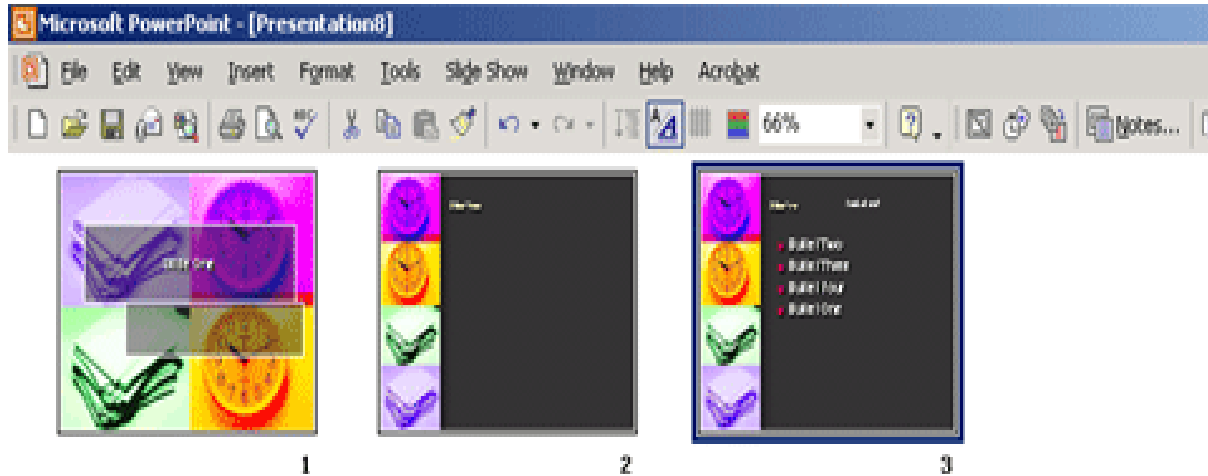 Microsoft PowerPoint - [Presentation8]
File Edit View Insert Format Tools Slide Show Window Help Acrobat
66% Notes...
Bullet Two
Bullet Three
Bullet Four
Bullet One
1 2 3